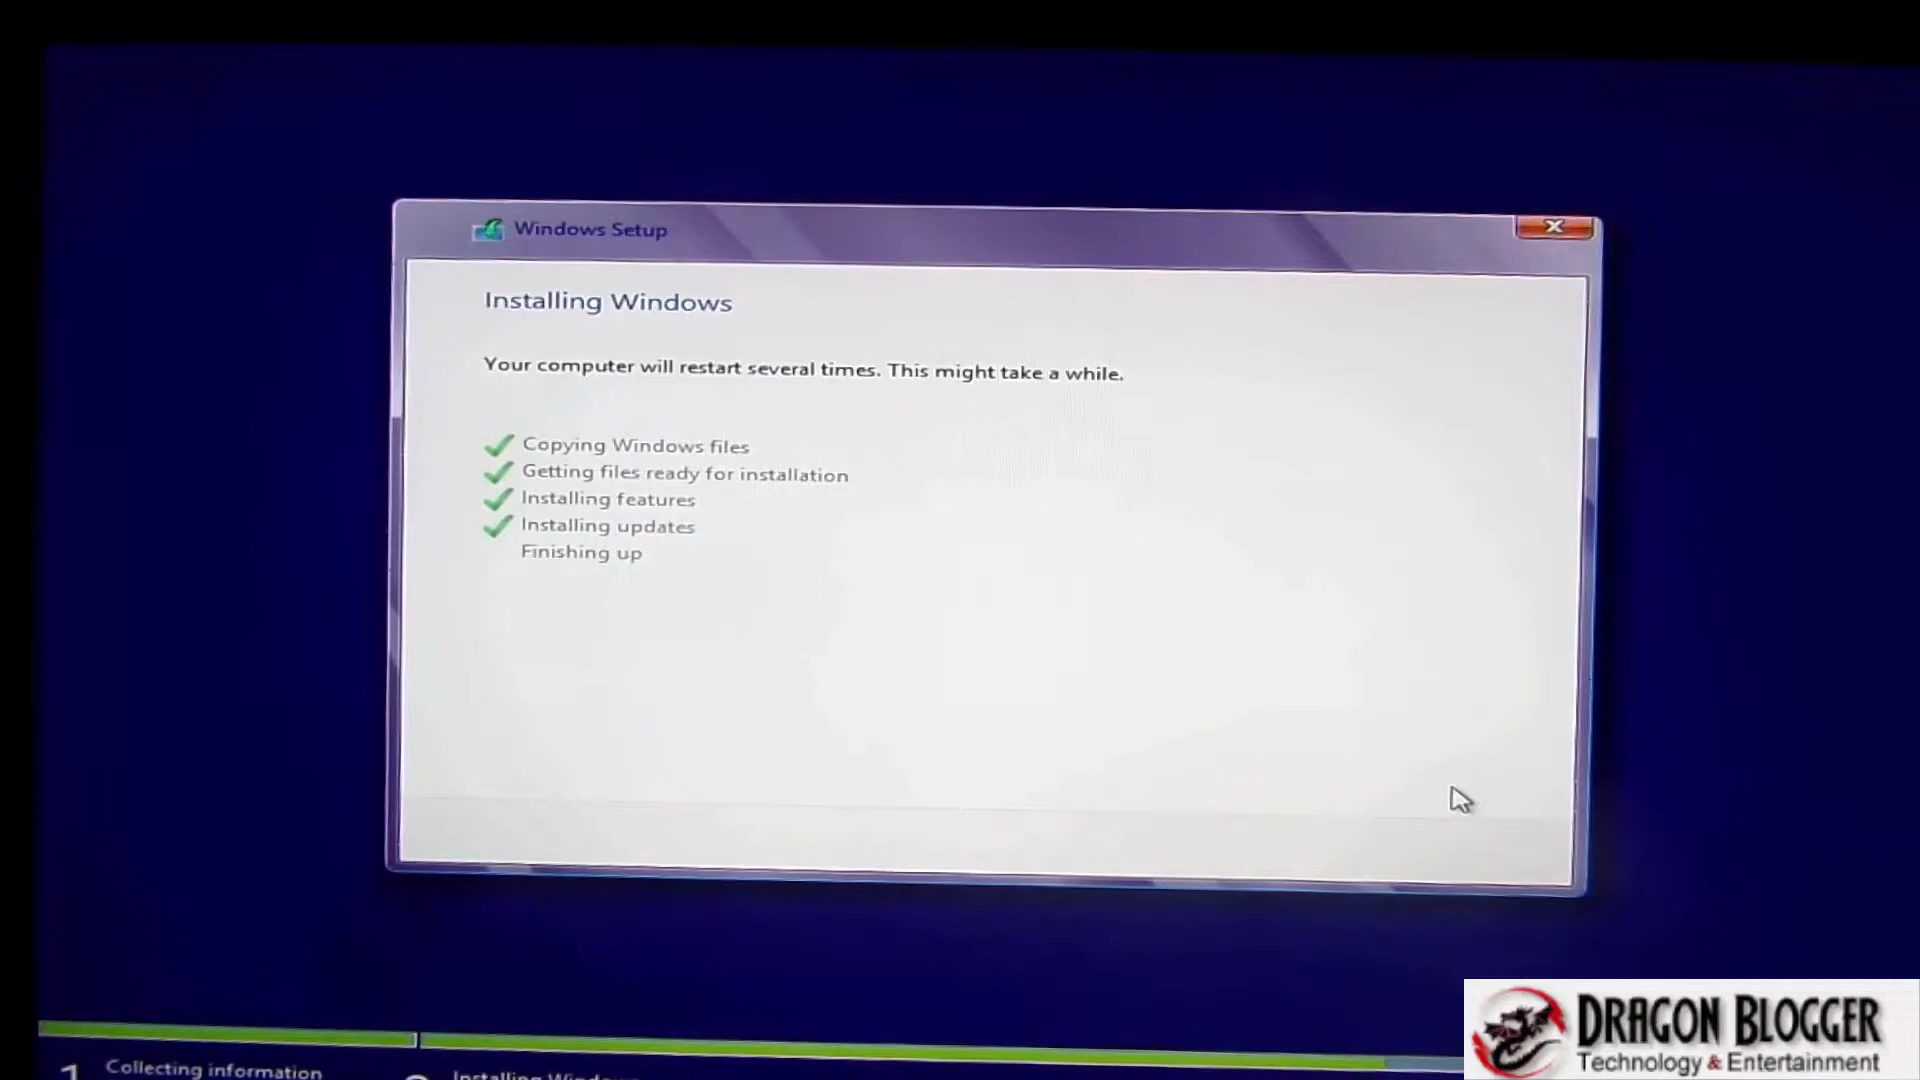 Windows Setup
Installing Windows
Your computer will restart several times. This might take a while.
Copying Windows files
Getting files ready for installation
Installing features
Installing updates
Finishing up
1 Collecting information
Installing
DRAGON BLOGGER
Technology & Entertainment